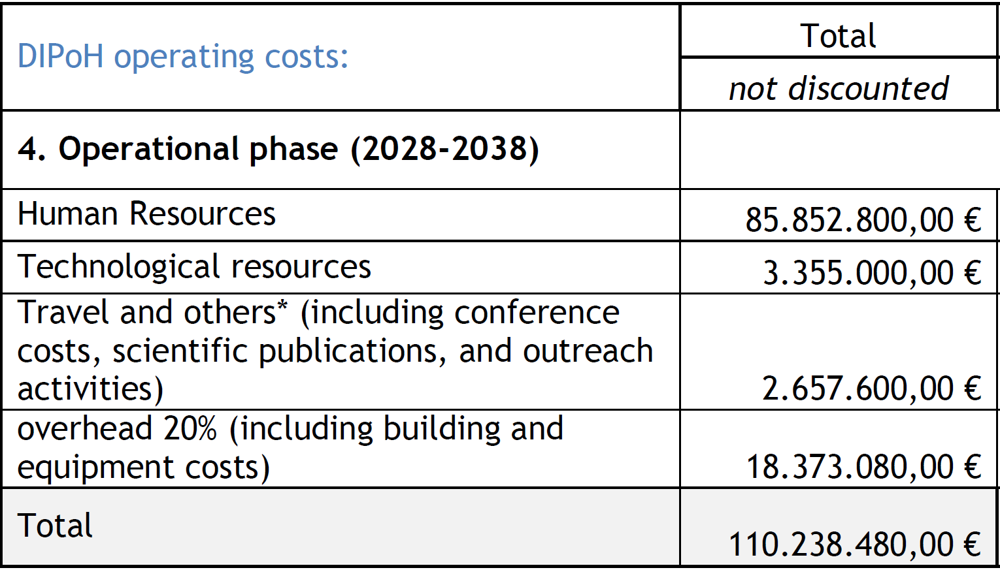 DIPoH operating costs:
Total
not discounted
4. Operational phase (2028-2038)
Human Resources
85.852.800,00 €
Technological resources
3.355.000,00 €
Travel and others* (including conference
costs, scientific publications, and outreach
activities)
2.657.600,00 €
overhead 20% (including building and
equipment costs)
18.373.080,00 €
Total
110.238.480,00 €